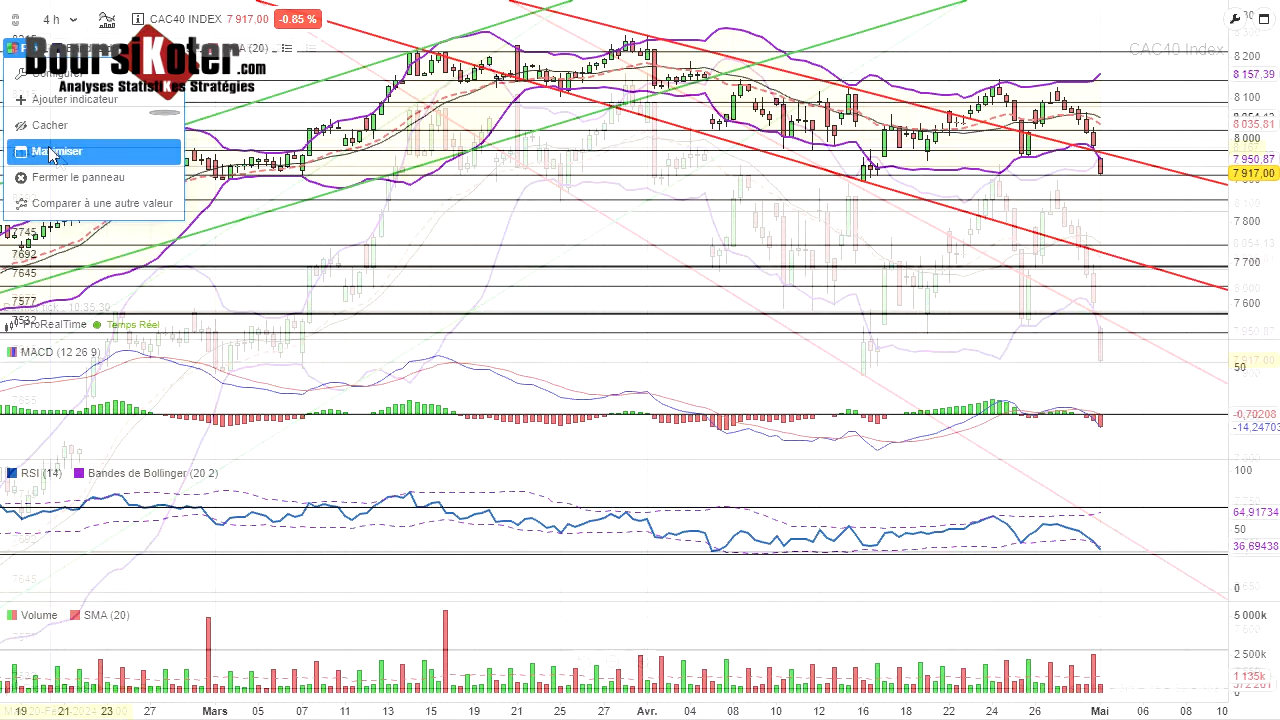 4 h
CAC40 INDEX 7 917,00 -0.85 %
BoursiKoter.com
Analyses StatistiKes Stratégies
(20)
Configurer
Ajouter indicateur
Cacher
Maximiser
Fermer le panneau
Comparer à une autre valeur
CAC40 Index
8 200
8 157,39
8 100
8 035,81
8 000
7 950,87
7 917,00
7 800
7 700
7 600
7745
7692
7645
7577
7532
ProRealTime
Temps Réel
MACD (12 26 9)
50
-0,70208
-14,24703
RSI (14) Bandes de Bollinger (20 2)
100
64.91734
50
36.69438
0
Volume SMA (20)
5 000k
2 500k
1 135k
0
19 21 23 27 Mars 05 07 11 13 15 19 21 25 27 Avr. 04 08 10 12 16 18 22 24 26 Mai 06 08 10